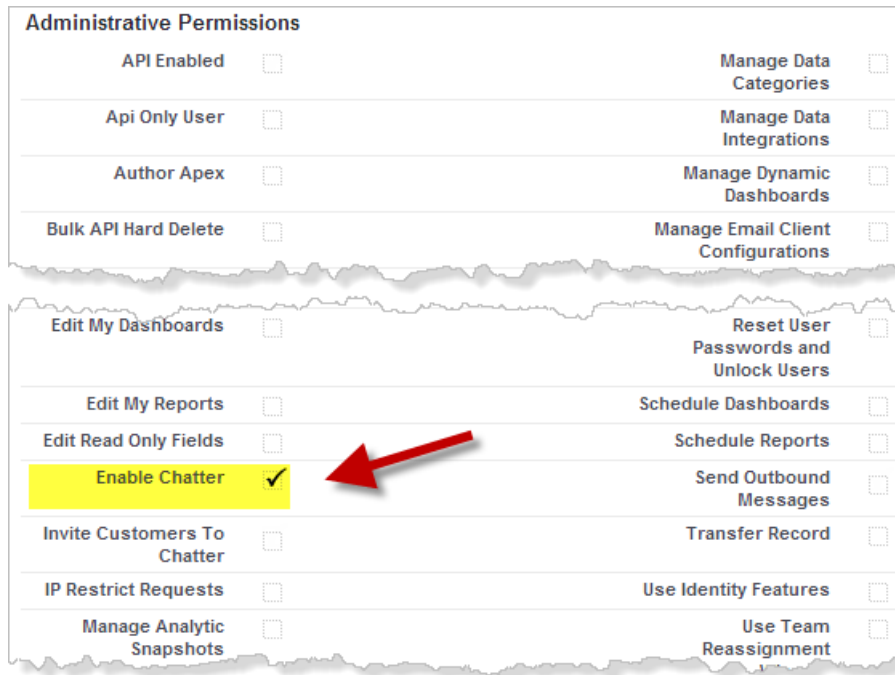 Administrative Permissions
API Enabled
Manage Data
Categories
Api Only User
Manage Data
Integrations
Author Apex
Manage Dynamic
Dashboards
Bulk API Hard Delete
Manage Email Client
Configurations
Edit My Dashboards
Reset User
Passwords and
Unlock Users
Edit My Reports
Schedule Dashboards
Edit Read Only Fields
Schedule Reports
Enable Chatter
Send Outbound
Messages
Invite Customers To
Chatter
Transfer Record
IP Restrict Requests
Use Identity Features
Manage Analytic
Snapshots
Use Team
Reassignment